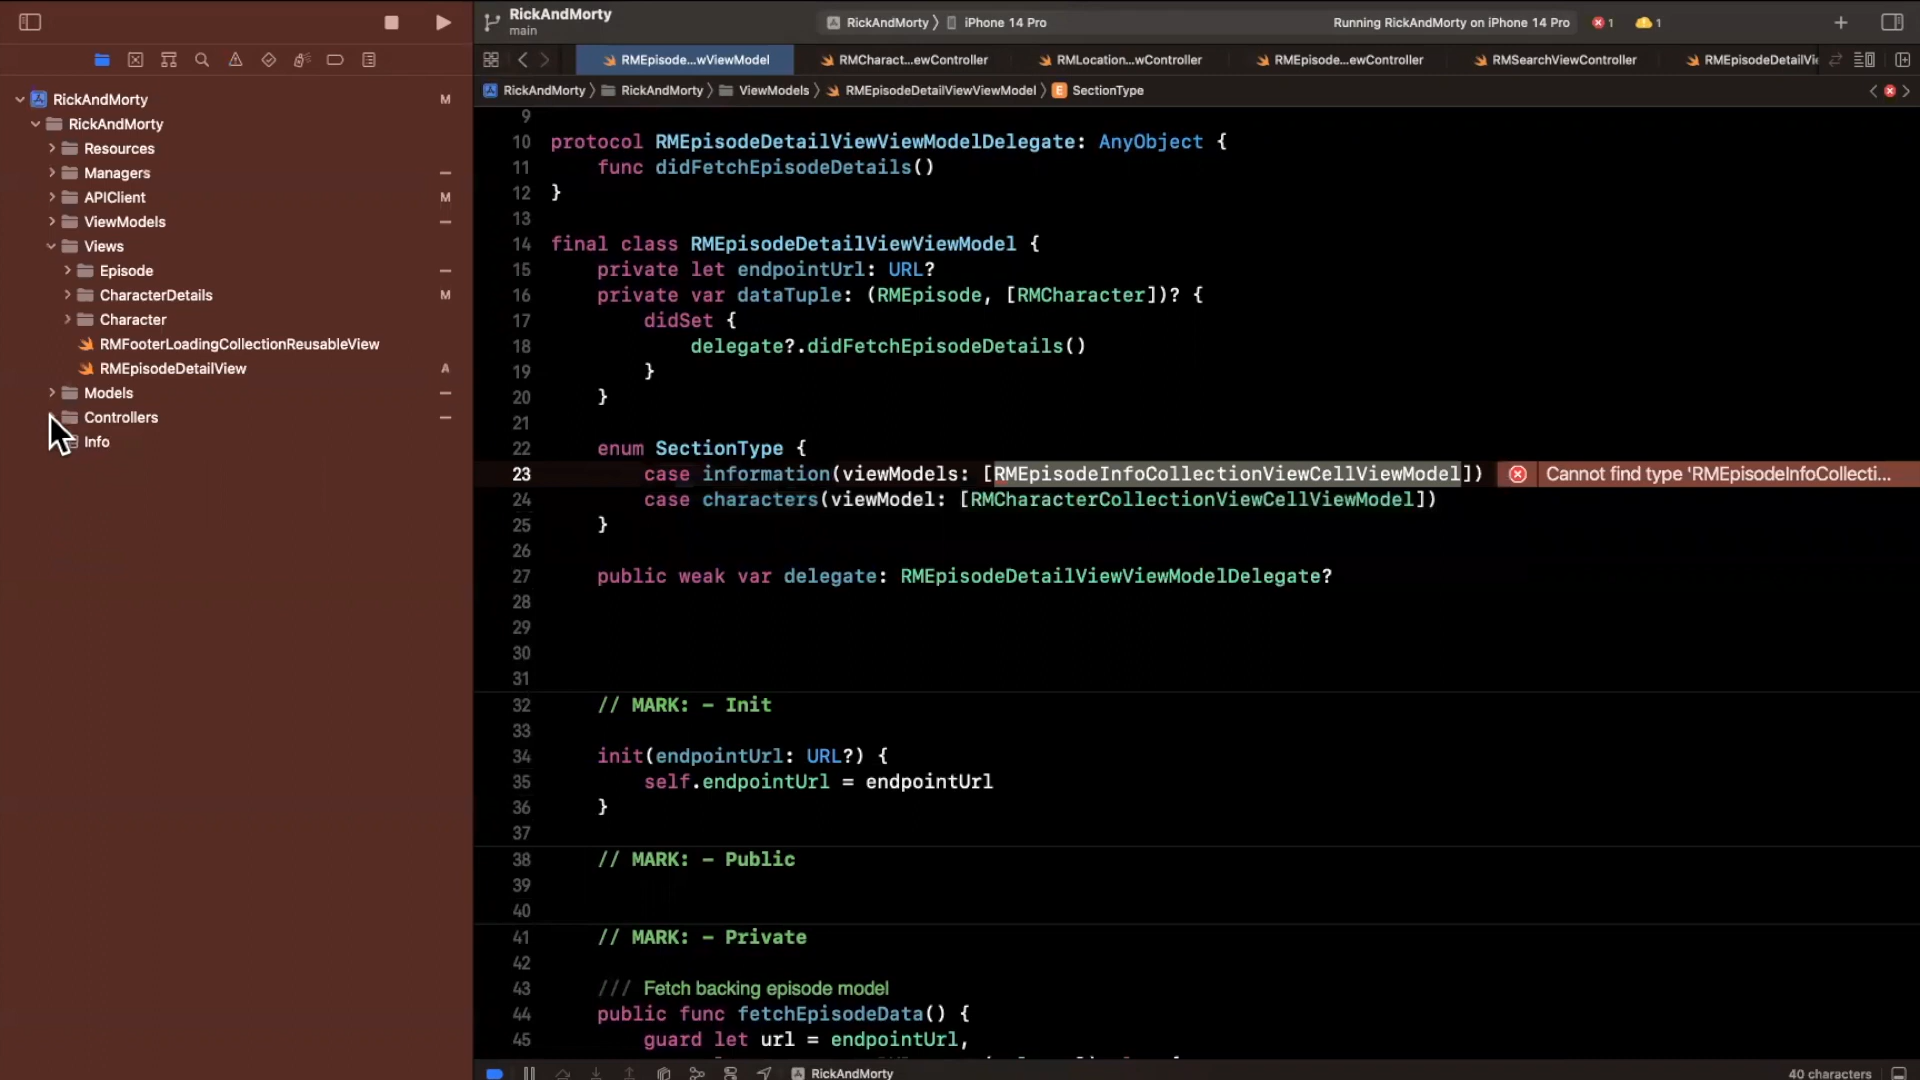 RickAndMorty
main
RickAndMorty
iPhone 14 Pro
Running RickAndMorty on iPhone 14 Pro
1
1
RMEpisode...wViewModel
RMCharact...ewController
RMLocation...wController
RMEpisode...ewController
RMSearchViewController
RMEpisodeDetailVi
RickAndMorty
RickAndMorty
ViewModels
RMEpisodeDetailViewViewModel
E SectionType
RickAndMorty M
RickAndMorty
Resources
Managers
APIClient M
ViewModels
Views
Episode
CharacterDetails M
Character
RMFooterLoadingCollectionReusableView
RMEpisodeDetailView A
Models
Controllers
Info
9
10 protocol RMEpisodeDetailViewViewModelDelegate: AnyObject {
11 func didFetchEpisodeDetails()
12 }
13
14 final class RMEpisodeDetailViewViewModel {
15 private let endpointUrl: URL?
16 private var dataTuple: (RMEpisode, [RMCharacter])? {
17 didSet {
18 delegate?.didFetchEpisodeDetails()
19 }
20 }
21
22 enum SectionType {
23 case information(viewModels: [RMEpisodeInfoCollectionViewCellViewModel]) Cannot find type 'RMEpisodeInfoCollecti...
24 case characters(viewModel: [RMCharacterCollectionViewCellViewModel])
25 }
26
27 public weak var delegate: RMEpisodeDetailViewViewModelDelegate?
28
29
30
31
32 // MARK: - Init
33
34 init(endpointUrl: URL?) {
35 self.endpointUrl = endpointUrl
36 }
37
38 // MARK: - Public
39
40
41 // MARK: - Private
42
43 /// Fetch backing episode model
44 public func fetchEpisodeData() {
45 guard let url = endpointUrl,
RickAndMorty
40 characters